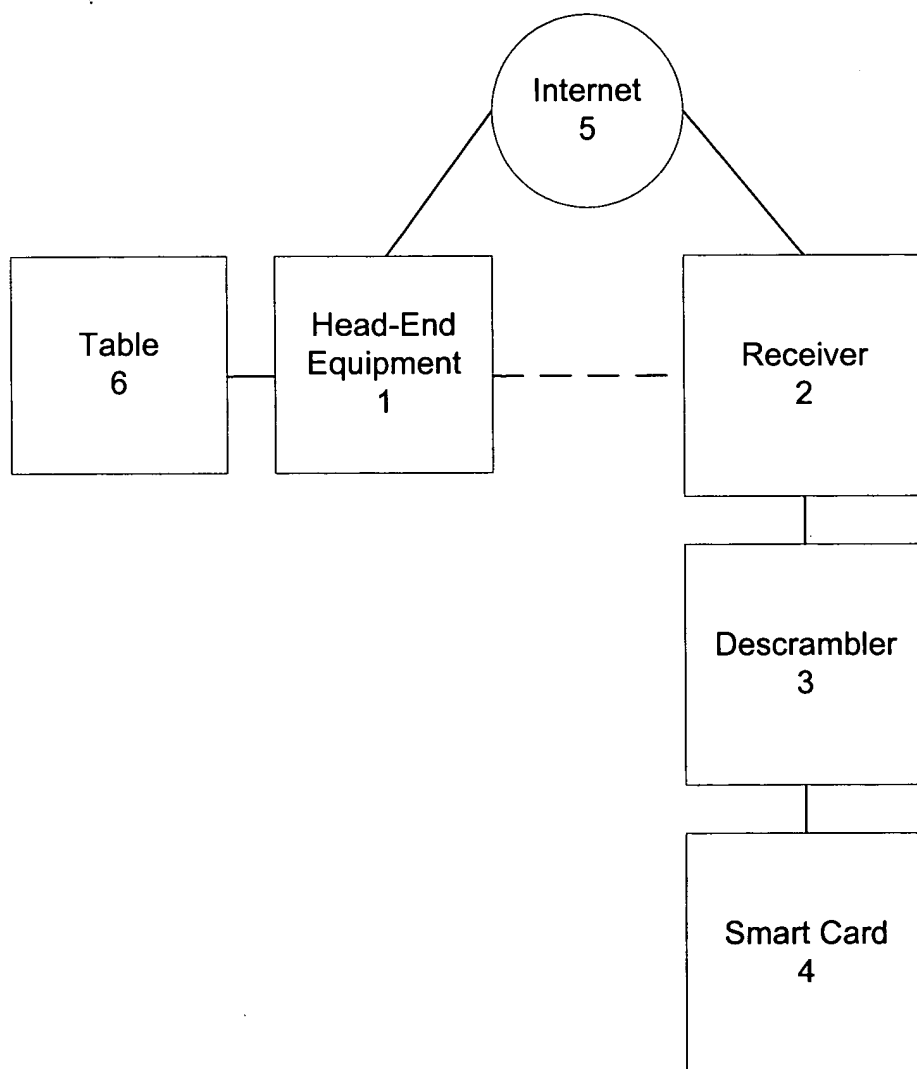 Internet
5
Table
6
Head-End
Equipment
1
Receiver
2
Descrambler
3
Smart Card
4